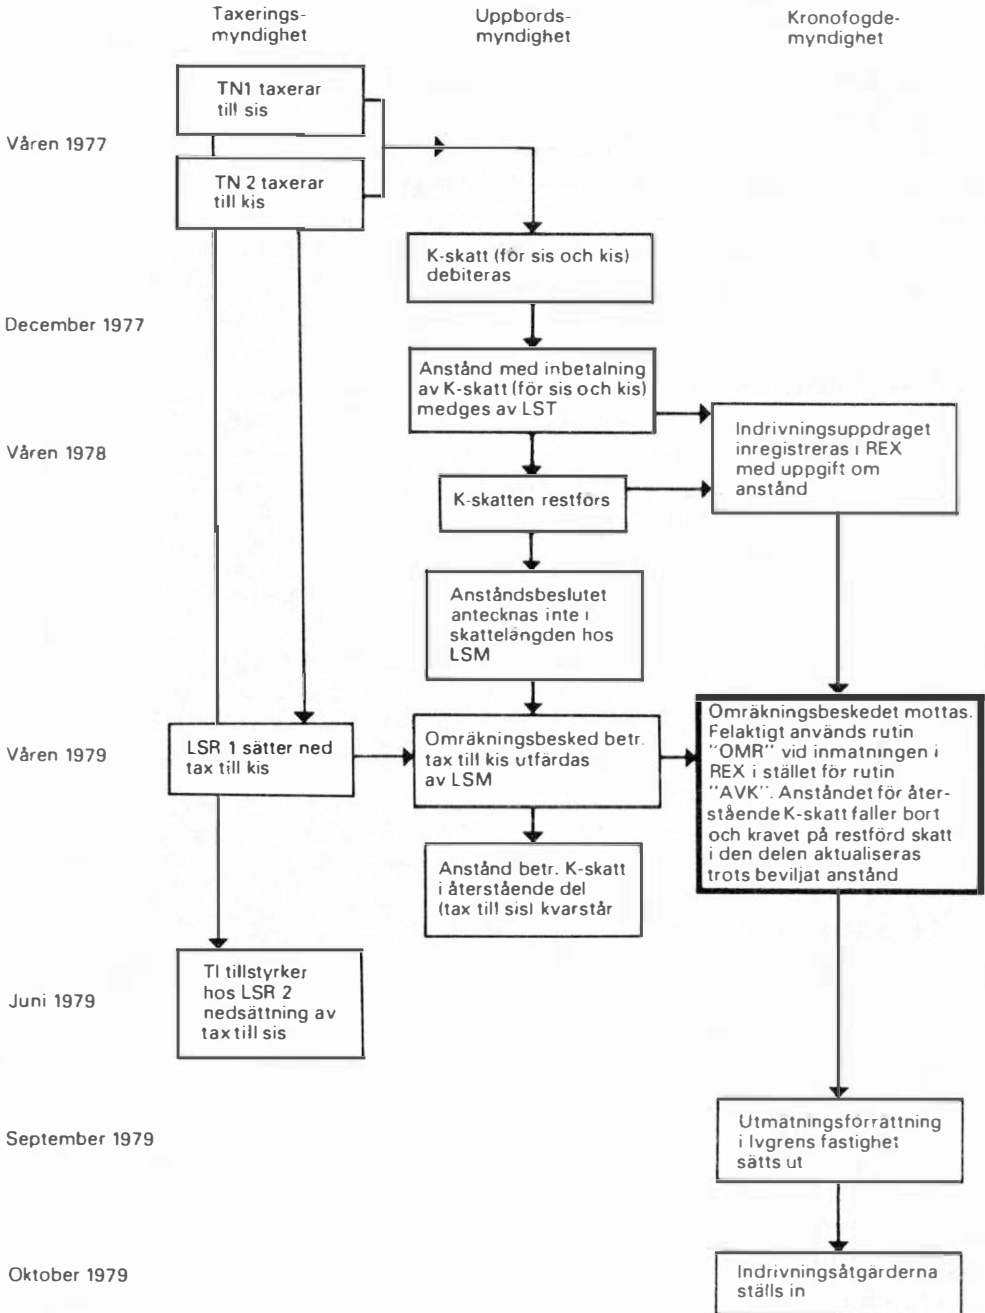 Taxerings-
myndighet
Uppbords-
myndighet
Kronofogde-
myndighet
Våren 1977
TN1 taxerar
till sis
TN 2 taxerar
till kis
K-skatt (för sis och kis)
debiteras
December 1977
Anstånd med inbetalning
av K-skatt (för sis och kis)
medges av LST
Våren 1978
Indrivningsuppdraget
inregistreras i REX
med uppgift om
anstånd
K-skatten restförs
Anståndsbeslutet
antecknas inte i
skattelängden hos
LSM
Våren 1979
LSR 1 sätter ned
tax till kis
Omräkningsbesked betr.
tax till kis utfärdas
av LSM
Omräkningsbeskedet mottas.
Felaktigt används rutin
"OMR" vid inmatningen i
REX i stället för rutin
"AVK". Anståndet för åter-
stående K-skatt faller bort
och kravet på restförd skatt
i den delen aktualiseras
trots beviljat anstånd
Anstånd betr. K-skatt
i återstående del
(tax till sis) kvarstår
Juni 1979
TI tillstyrker
hos LSR 2
nedsättning av
tax till sis
September 1979
Utmätningsförrättning
i Ivgrens fastighet
sätts ut
Oktober 1979
Indrivningsåtgärderna
ställs in